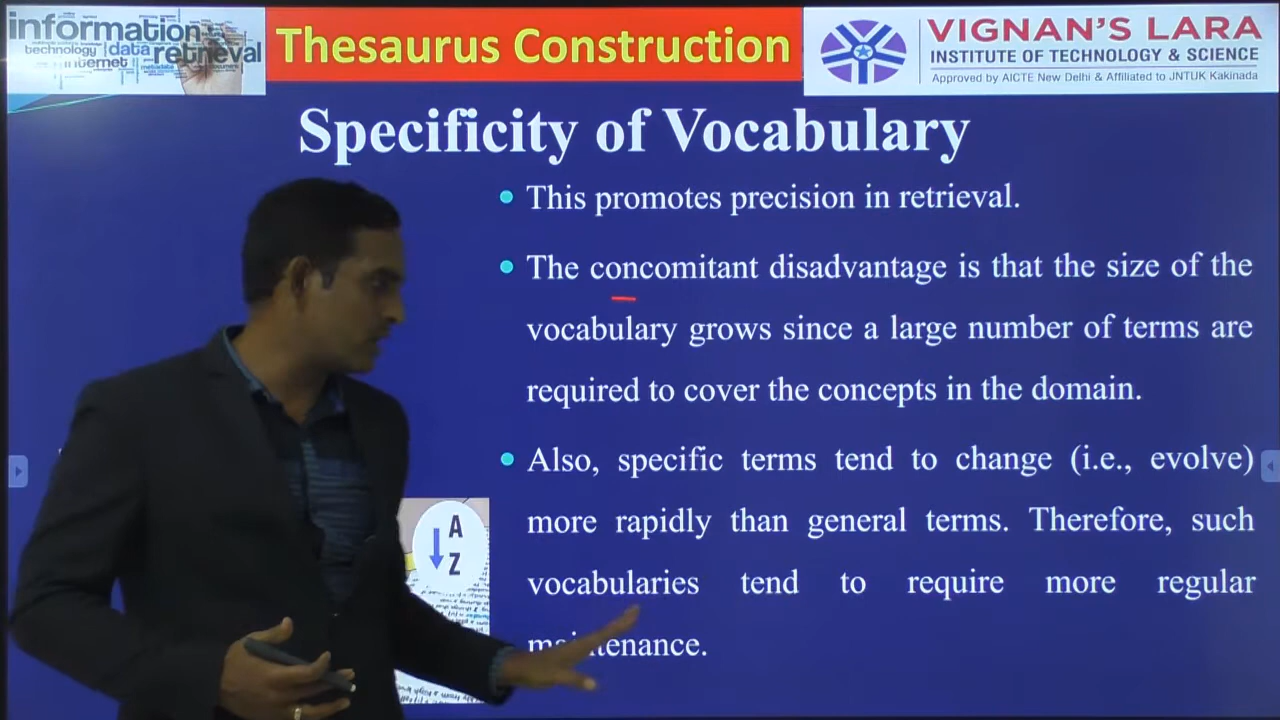 information
technology data retrieval
internet
Thesaurus Construction
VIGNAN'S LARA
INSTITUTE OF TECHNOLOGY & SCIENCE
Approved by AICTE New Delhi & Affiliated to JNTUK Kakinada
Specificity of Vocabulary
This promotes precision in retrieval.
The concomitant disadvantage is that the size of the
vocabulary grows since a large number of terms are
required to cover the concepts in the domain.
Also, specific terms tend to change (i.e., evolve)
more rapidly than general terms. Therefore, such
vocabularies tend to require more regular
maintenance.
A
Z